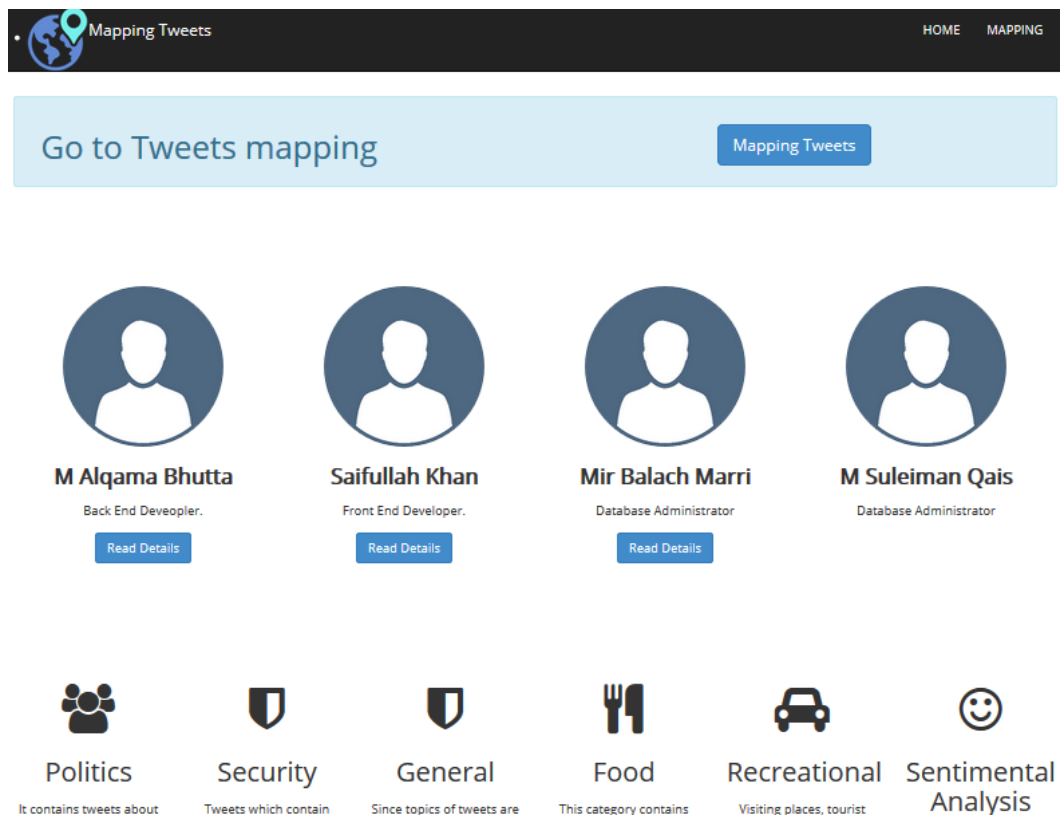 Mapping Tweets
HOME MAPPING
Go to Tweets mapping
Mapping Tweets
M Alqama Bhutta
Back End Deveopler.
Read Details
Saifullah Khan
Front End Developer.
Read Details
Mir Balach Marri
Database Administrator
Read Details
M Suleiman Qais
Database Administrator
Politics
It contains tweets about
Security
Tweets which contain
General
Since topics of tweets are
Food
This category contains
Recreational
Visiting places, tourist
Sentimental
Analysis